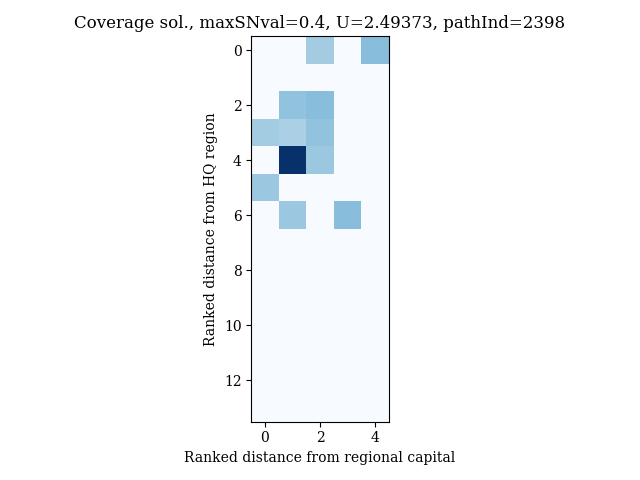 Coverage sol., maxSNval=0.4, U=2.49373, pathInd=2398
Ranked distance from HQ region
0
2
4
6
8
10
12
0 2 4
Ranked distance from regional capital